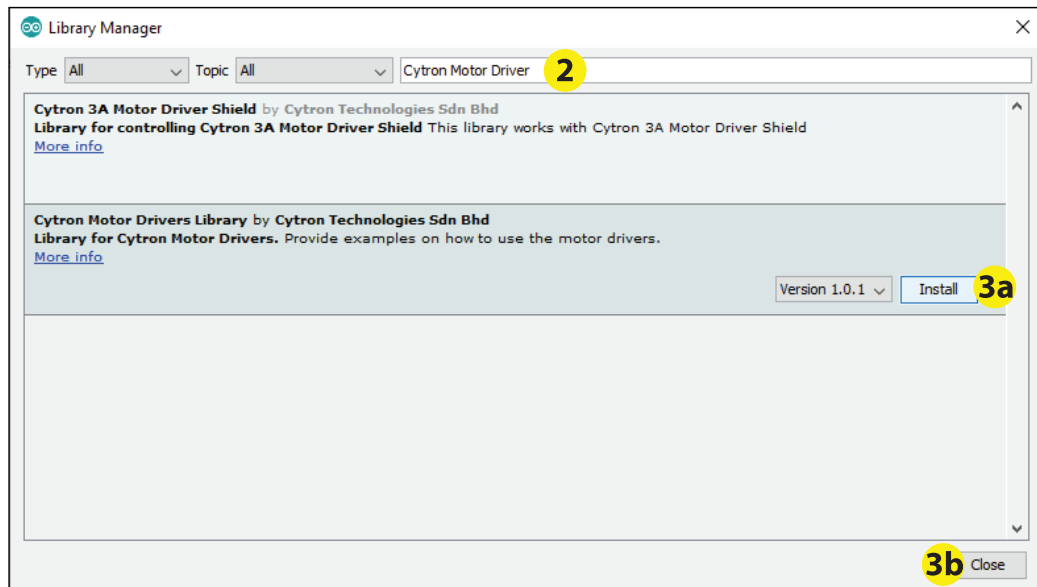 Library Manager
Type All Topic All Cytron Motor Driver 2
Cytron 3A Motor Driver Shield by Cytron Technologies Sdn Bhd
Library for controlling Cytron 3A Motor Driver Shield This library works with Cytron 3A Motor Driver Shield
More info
Cytron Motor Drivers Library by Cytron Technologies Sdn Bhd
Library for Cytron Motor Drivers. Provide examples on how to use the motor drivers.
More info
Version 1.0.1 Install 3a
3b Close